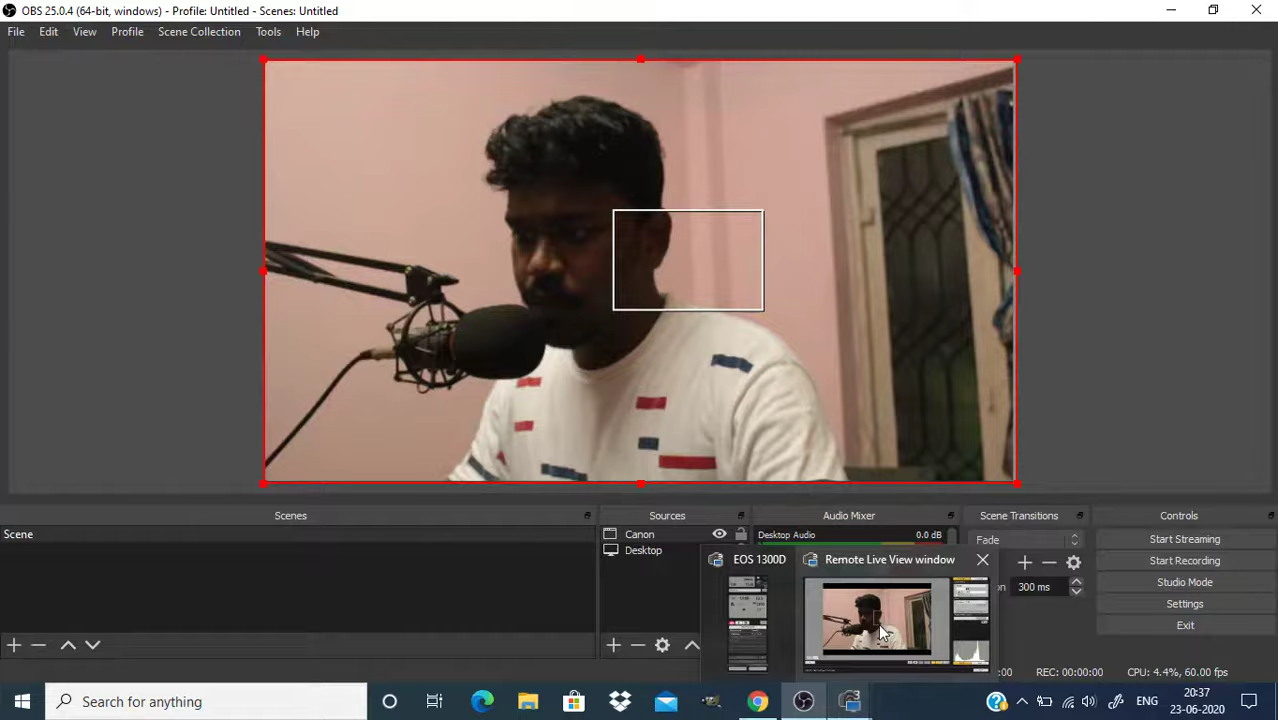 OBS 25.0.4 (64-bit, windows) - Profile: Untitled - Scenes: Untitled
File Edit View Profile Scene Collection Tools Help
Scenes Sources Audio Mixer Scene Transitions Controls
Scene
Canon
Desktop
Desktop Audio 0.0 dB
Fade
on 300 ms
Start Streaming
Start Recording
Studio Mode
Settings
Exit
EOS 1300D Remote Live View window
:00 REC: 00:00:00 CPU: 4.4%, 60.00 fps
Search for anything
ENG
20:37
23-06-2020